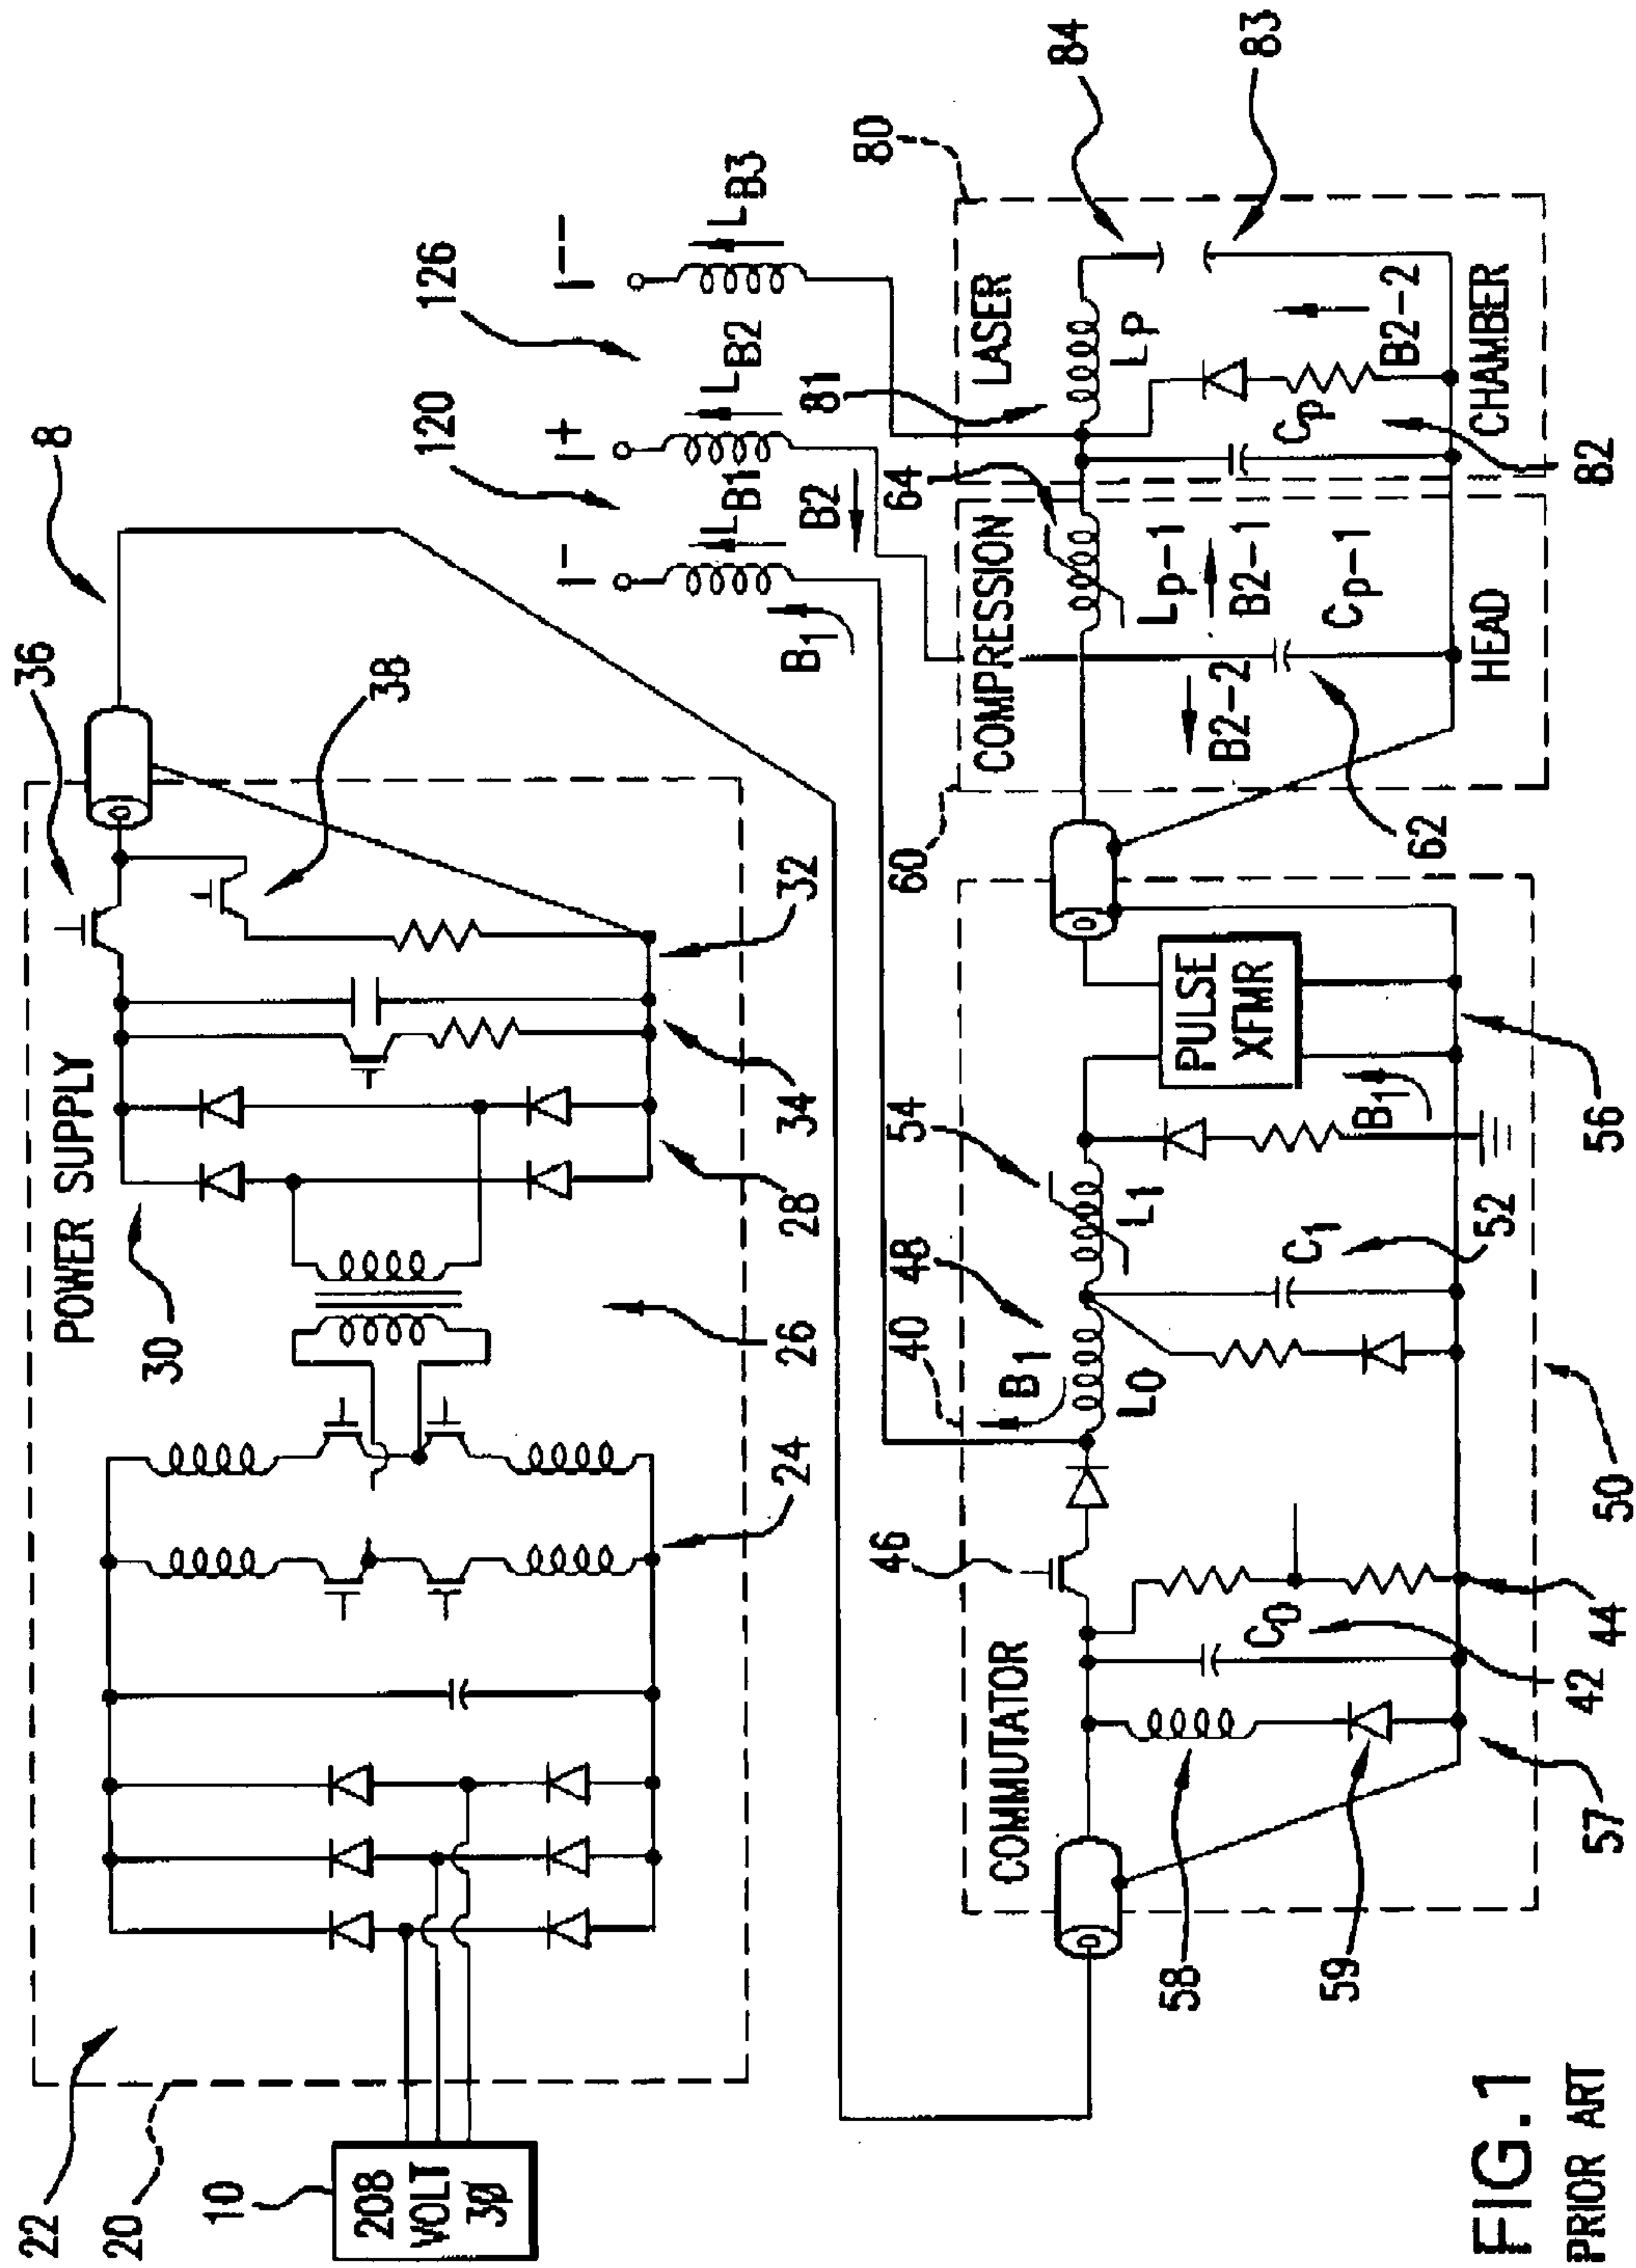 8
36
38
POWER SUPPLY
30
32
34
28
26
24
22
20
10
208
VOLT
3ø
120
126
I-
I+
I--
LB1
LB2
LB3
B1
B2
80
84
83
81
64
LASER
CHAMBER
LP
Cp
B2-2
82
COMPRESSION
HEAD
Lp-1
B2-1
Cp-1
B2-2
62
60
COMMUTATOR
PULSE
XFMR
B1
56
54
L1
48
40
B1
L0
C1
52
50
46
C0
44
42
57
58
59
FIG.1
PRIOR ART